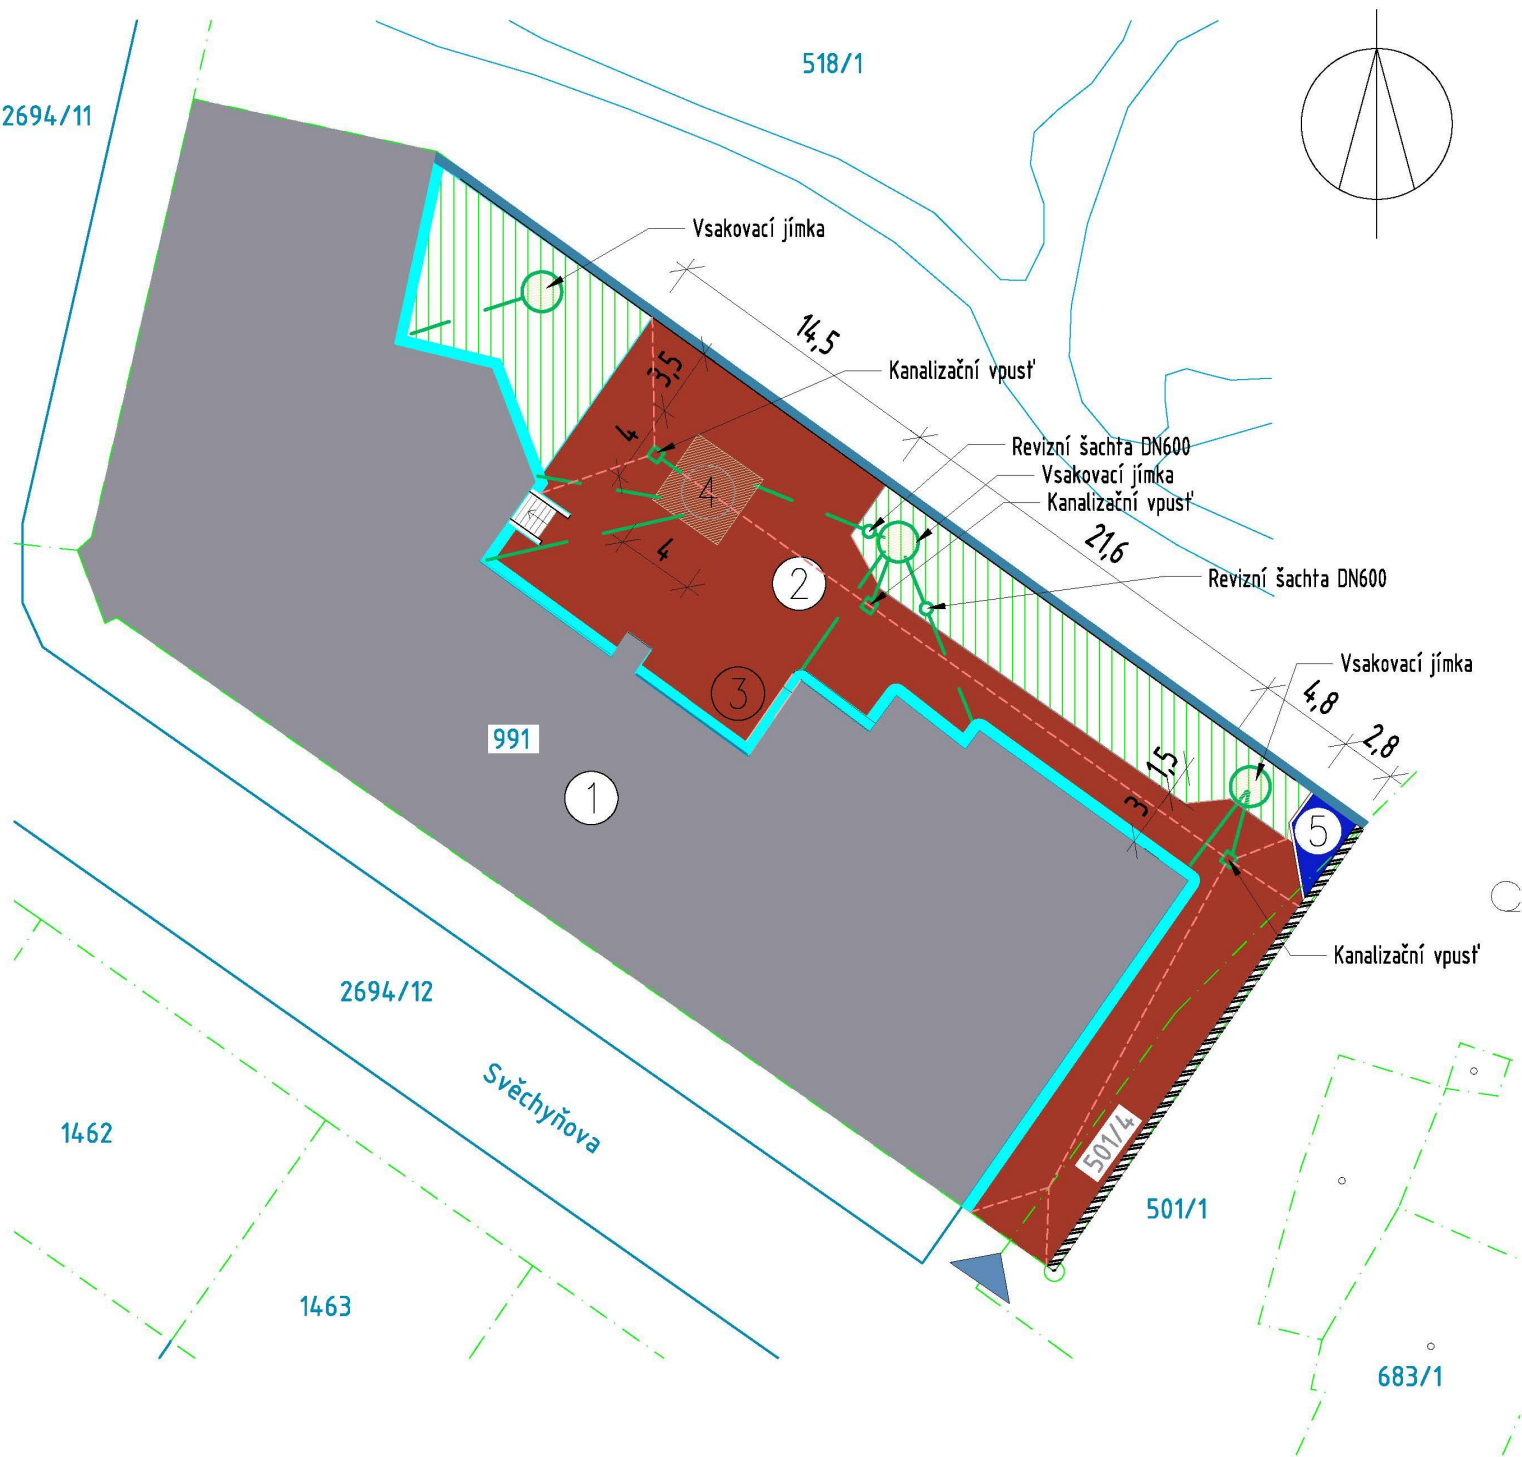 518/1
2694/11
Vsakovací jímka
14,5
3,5
Kanalizační vpusť
4
Revizní šachta DN600
Vsakovací jímka
4
Kanalizační vpusť
21,6
4
2
Revizní šachta DN600
Vsakovací jímka
3
4,8
991
2,8
1,5
1
3
5
Kanalizační vpusť
2694/12
Svěchyňova
1462
501/4
501/1
1463
683/1